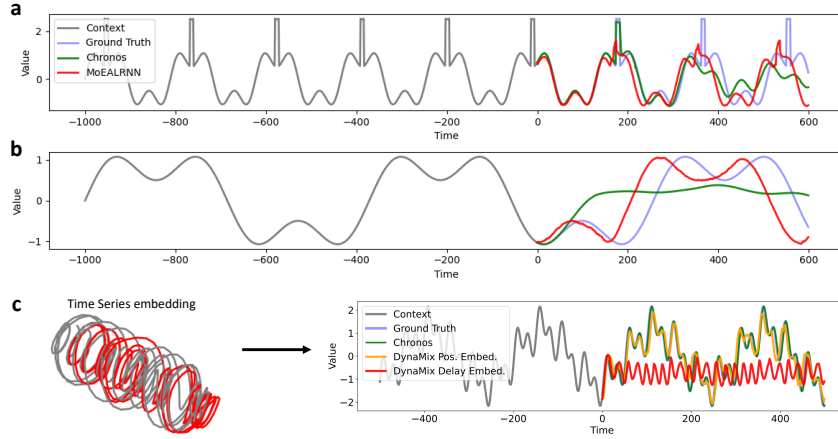 a
Value
2
0
Context
Ground Truth
Chronos
MoEALRNN
−1000 −800 −600 −400 −200 0 200 400 600
Time
b
Value
1
0
−1
−1000 −800 −600 −400 −200 0 200 400 600
Time
c
Time Series embedding
Value
2
1
0
−1
−2
Context
Ground Truth
Chronos
DynaMix Pos. Embed.
DynaMix Delay Embed.
−400 −200 0 200 400
Time